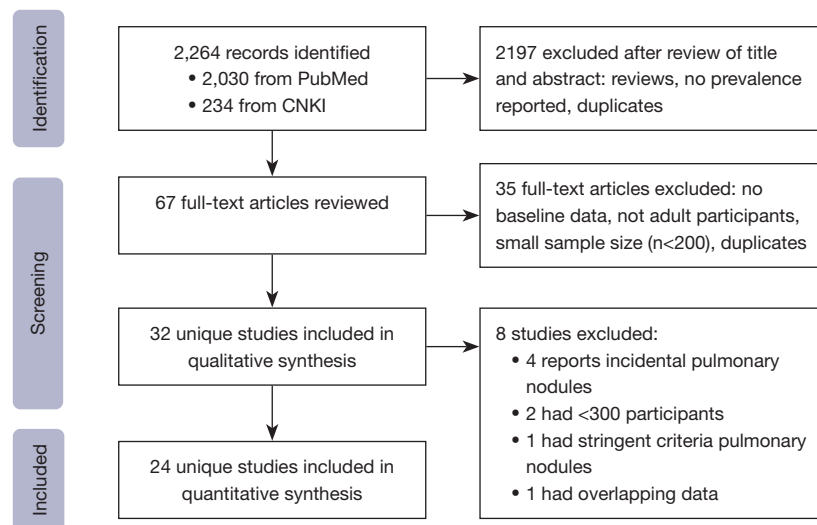 Identification
2,264 records identified
• 2,030 from PubMed
• 234 from CNKI
2197 excluded after review of title
and abstract: reviews, no prevalence
reported, duplicates
Screening
67 full-text articles reviewed
35 full-text articles excluded: no
baseline data, not adult participants,
small sample size (n<200), duplicates
32 unique studies included in
qualitative synthesis
8 studies excluded:
• 4 reports incidental pulmonary
nodules
• 2 had <300 participants
• 1 had stringent criteria pulmonary
nodules
• 1 had overlapping data
Included
24 unique studies included in
quantitative synthesis